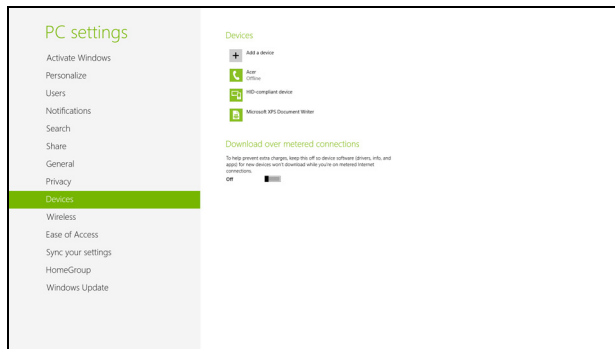 PC settings
Activate Windows
Personalize
Users
Notifications
Search
Share
General
Privacy
Devices
Wireless
Ease of Access
Sync your settings
HomeGroup
Windows Update
Devices
Add a device
Acer
Offline
HID-compliant device
Microsoft XPS Document Writer
Download over metered connections
To help prevent extra charges, keep this off so device software (drivers, info, and
apps) for new devices won't download while you're on metered Internet
connections.
Off